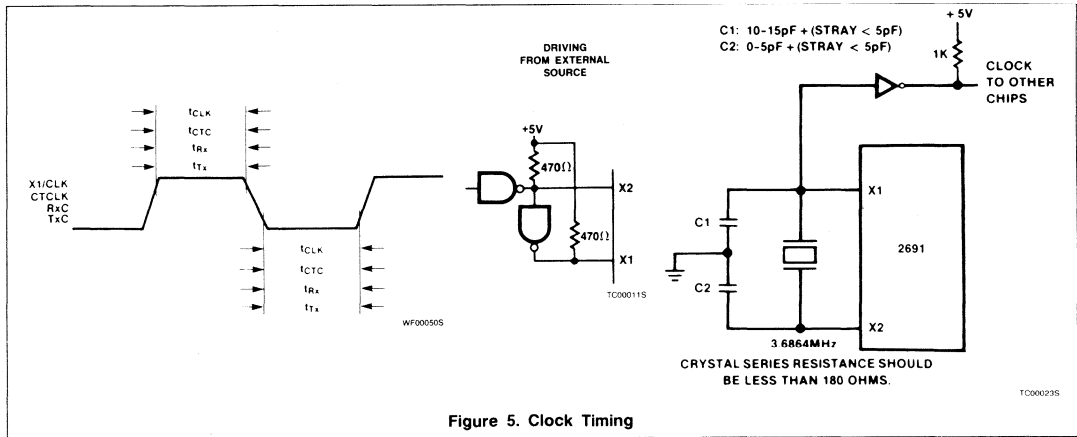 tCLK
tCTC
tRx
tTx
X1/CLK
CTCLK
RxC
TxC
tCLK
tCTC
tRx
tTx
WF00050S
DRIVING
FROM EXTERNAL
SOURCE
+5V
470Ω
X2
470Ω
X1
TC00011S
C1: 10-15pF + (STRAY < 5pF)
C2: 0-5pF + (STRAY < 5pF)
+ 5V
1K
CLOCK
TO OTHER
CHIPS
X1
C1
2691
C2
X2
3.6864MHz
CRYSTAL SERIES RESISTANCE SHOULD
BE LESS THAN 180 OHMS.
TC00023S
Figure 5. Clock Timing